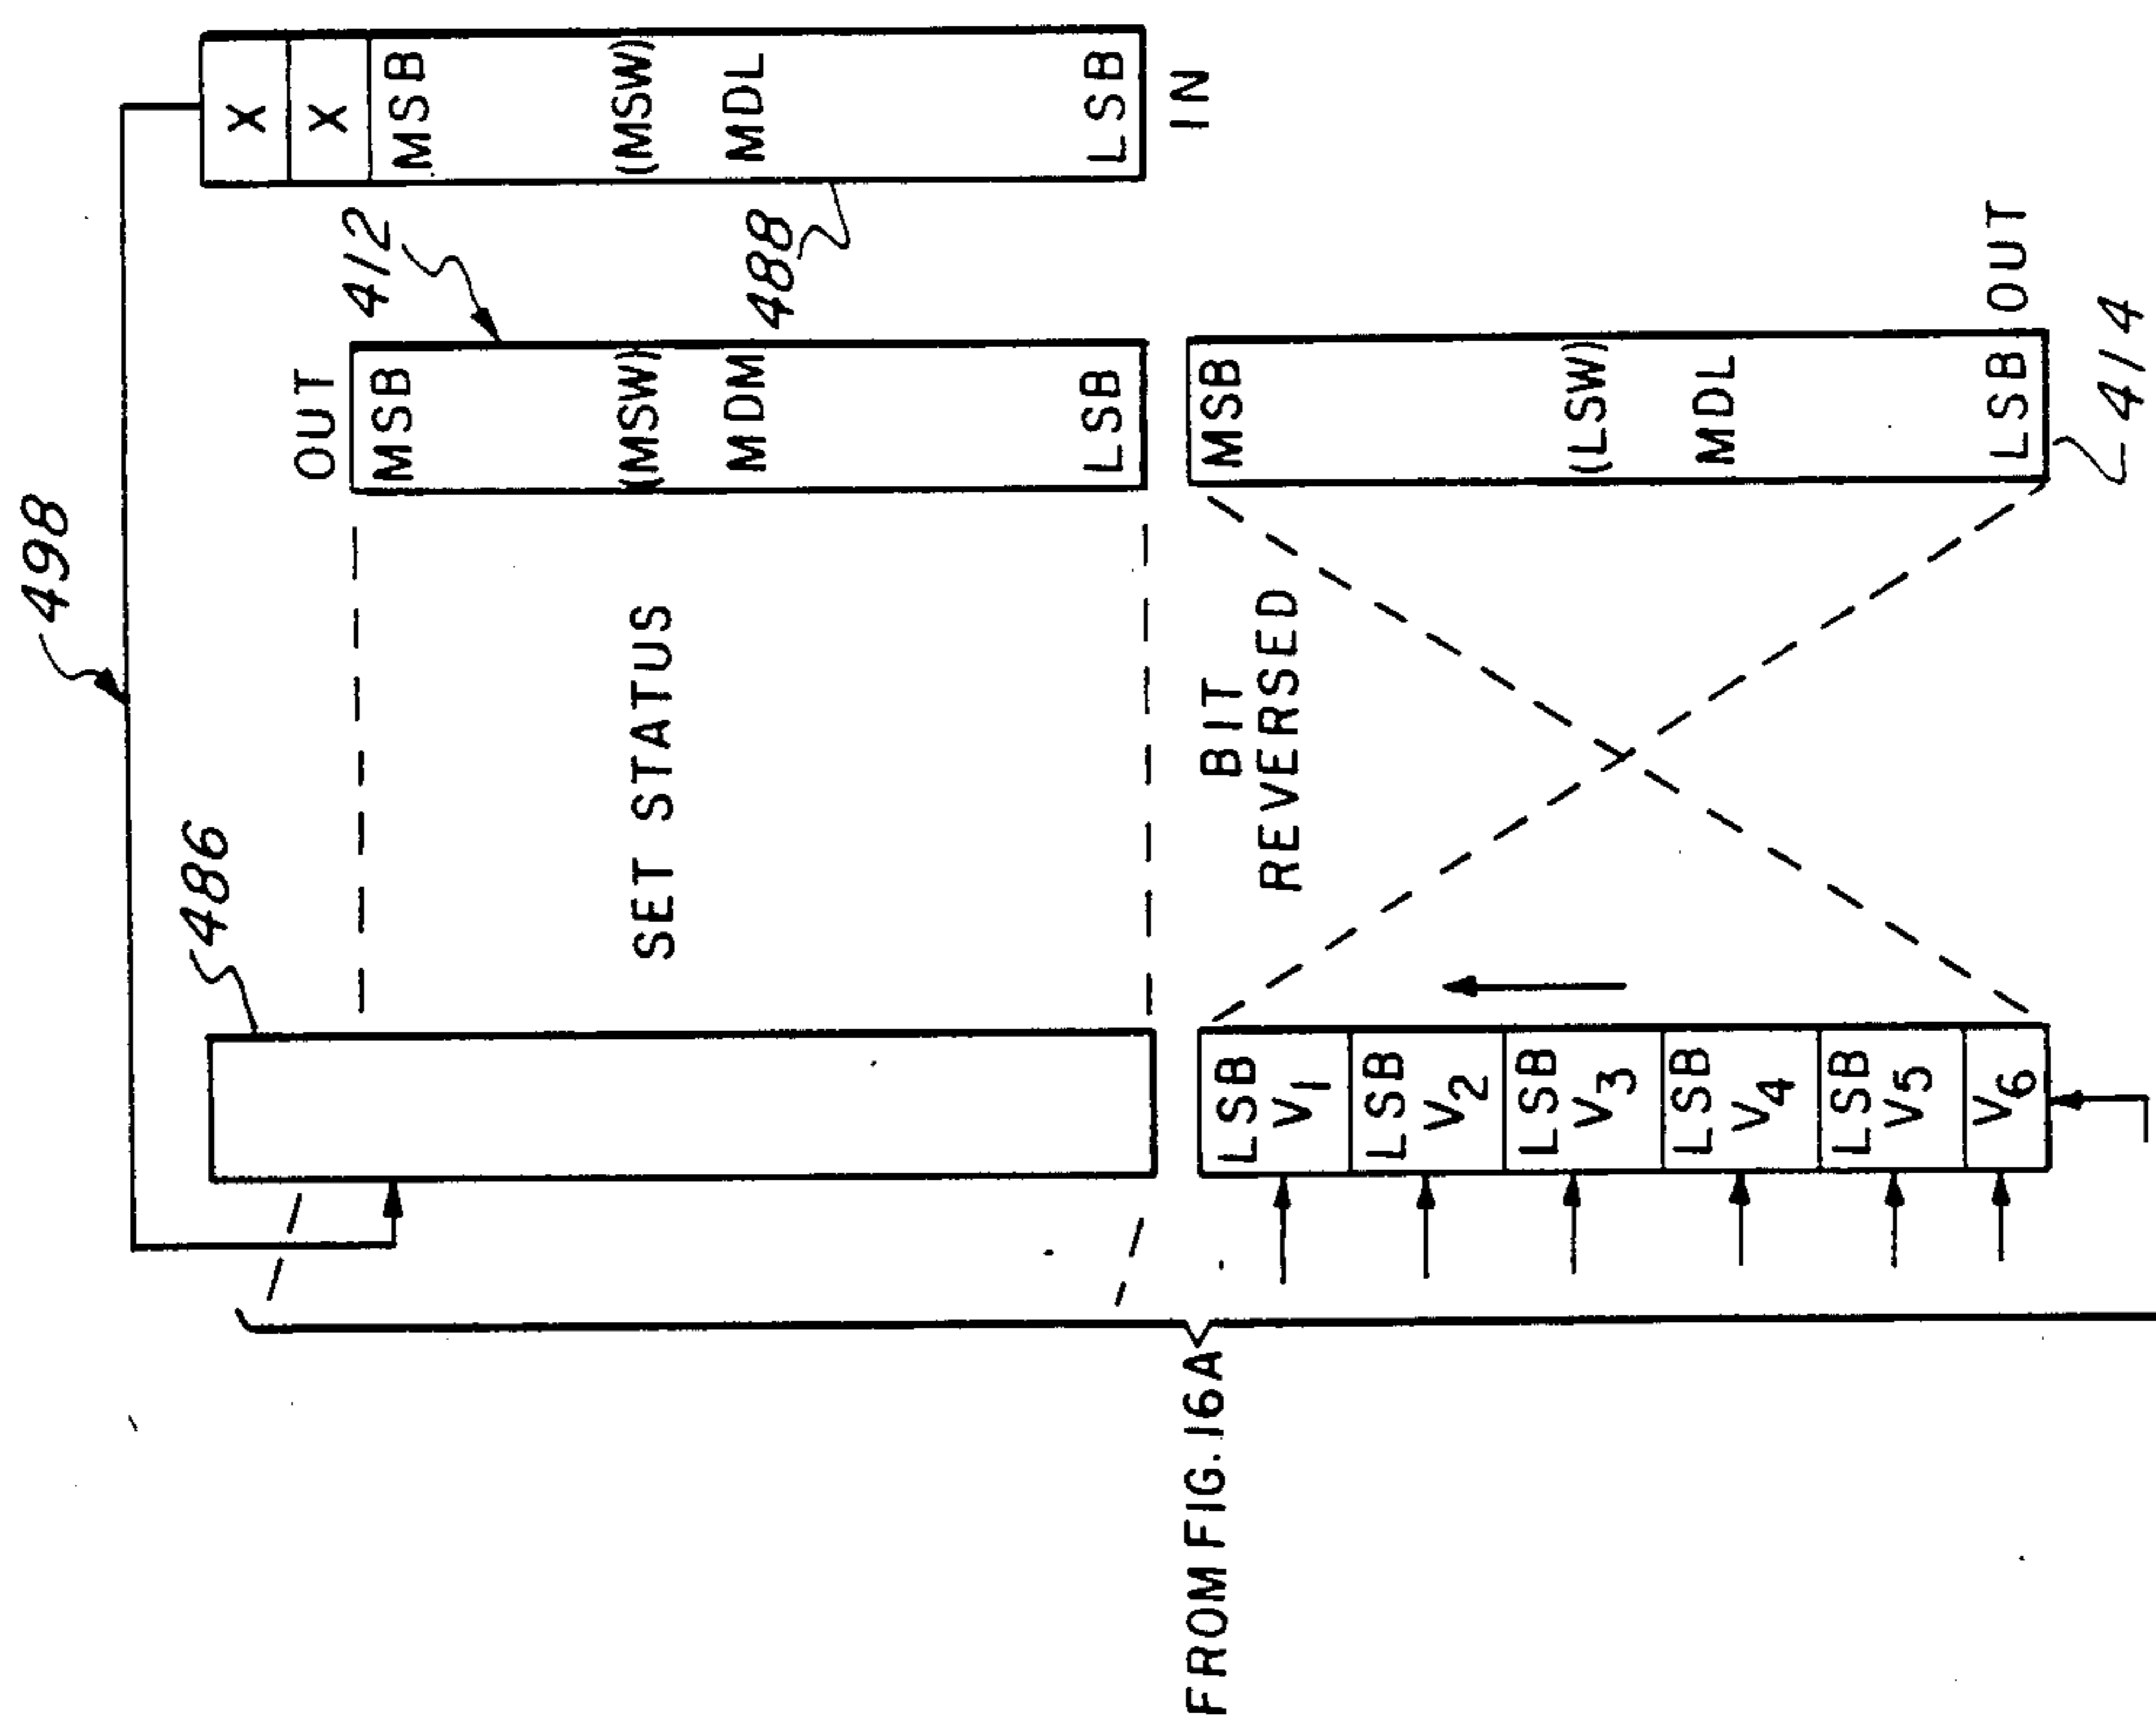 498
X
X
MSB
(MSW)
MDL
LSB
IN
412
488
OUT
MSB
(MSW)
MDM
LSB
486
SET STATUS
BIT
REVERSED
MSB
(LSW)
MDL
LSB
OUT
414
LSB
V1
LSB
V2
LSB
V3
LSB
V4
LSB
V5
V6
FROM FIG. 16A